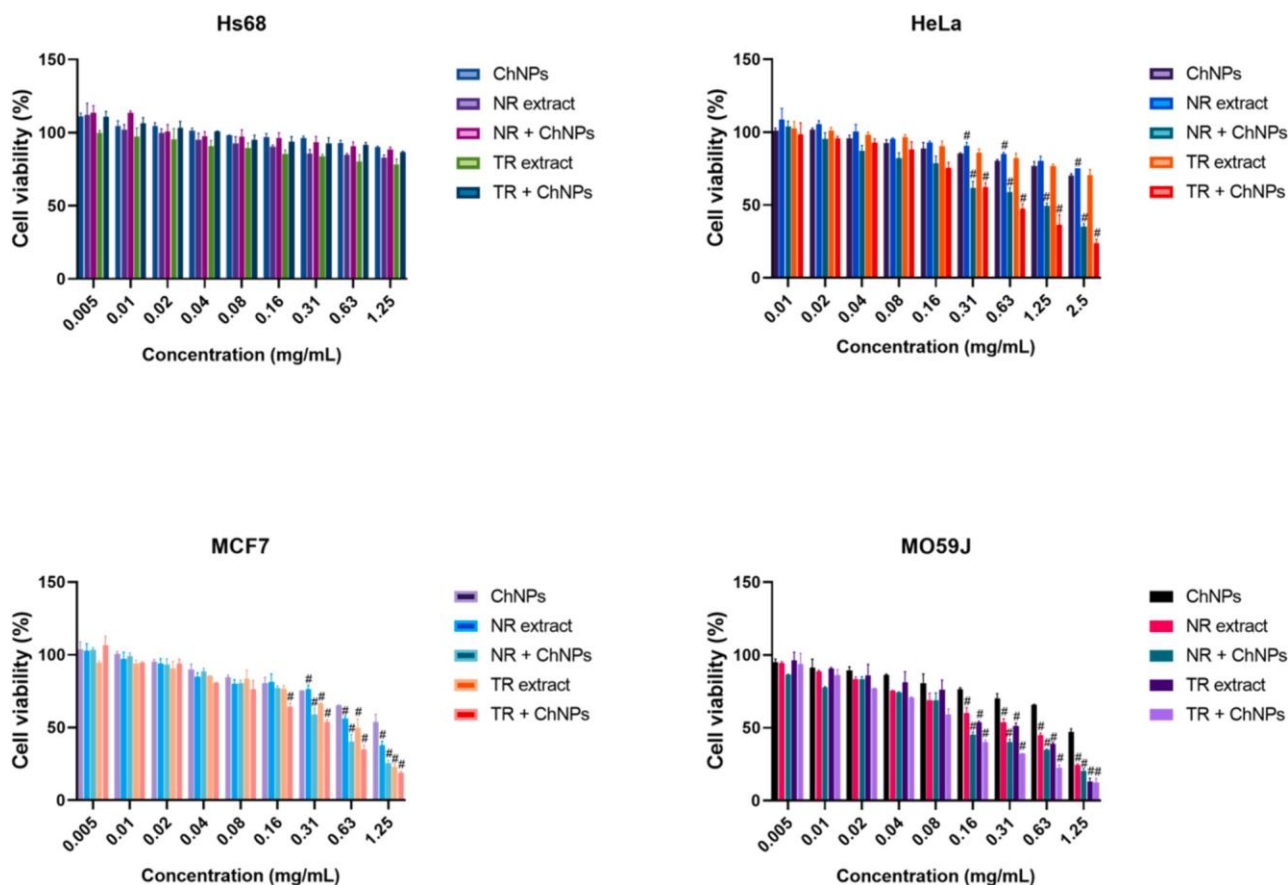 Hs68
Cell viability (%)
150
100
50
0
0.005 0.01 0.02 0.04 0.08 0.16 0.31 0.63 1.25
Concentration (mg/mL)
ChNPs
NR extract
NR + ChNPs
TR extract
TR + ChNPs
HeLa
Cell viability (%)
150
100
50
0
# # # # # # # # # #
0.01 0.02 0.04 0.08 0.16 0.31 0.63 1.25 2.5
Concentration (mg/mL)
ChNPs
NR extract
NR + ChNPs
TR extract
TR + ChNPs
MCF7
Cell viability (%)
150
100
50
0
# # # # # # # # # # # # #
0.005 0.01 0.02 0.04 0.08 0.16 0.31 0.63 1.25
Concentration (mg/mL)
ChNPs
NR extract
NR + ChNPs
TR extract
TR + ChNPs
MO59J
Cell viability (%)
150
100
50
0
# # # # # # # # # # # # # # # #
0.005 0.01 0.02 0.04 0.08 0.16 0.31 0.63 1.25
Concentration (mg/mL)
ChNPs
NR extract
NR + ChNPs
TR extract
TR + ChNPs